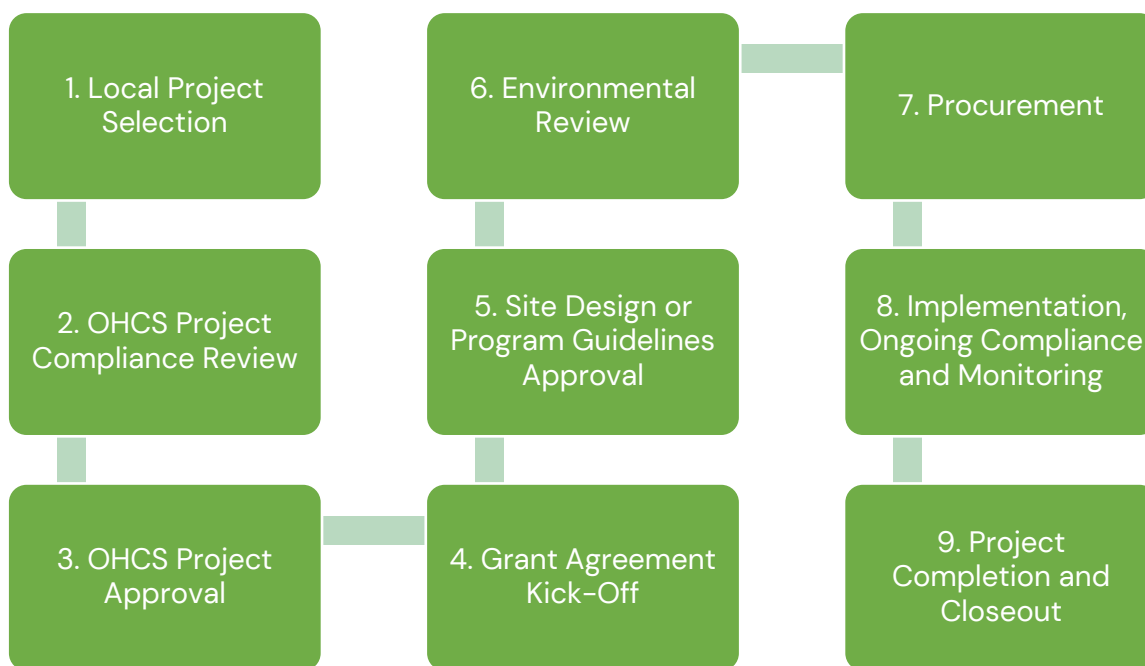 1. Local Project
Selection
2. OHCS Project
Compliance Review
3. OHCS Project
Approval
4. Grant Agreement
Kick-Off
5. Site Design or
Program Guidelines
Approval
6. Environmental
Review
7. Procurement
8. Implementation,
Ongoing Compliance
and Monitoring
9. Project
Completion and
Closeout